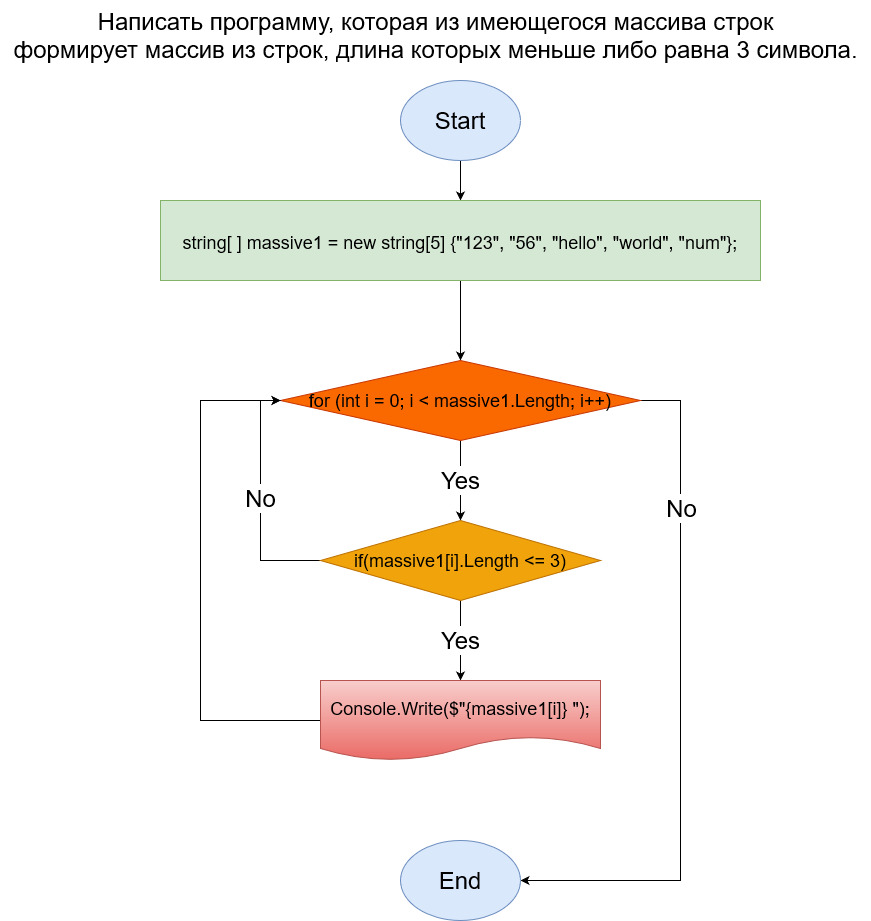 Написать программу, которая из имеющегося массива строк
формирует массив из строк, длина которых меньше либо равна 3 символа.
Start
string[ ] massive1 = new string[5] {"123", "56", "hello", "world", "num"};
for (int i = 0; i < massive1.Length; i++)
Yes
No
No
if(massive1[i].Length <= 3)
Yes
Console.Write($"{massive1[i]} ");
End